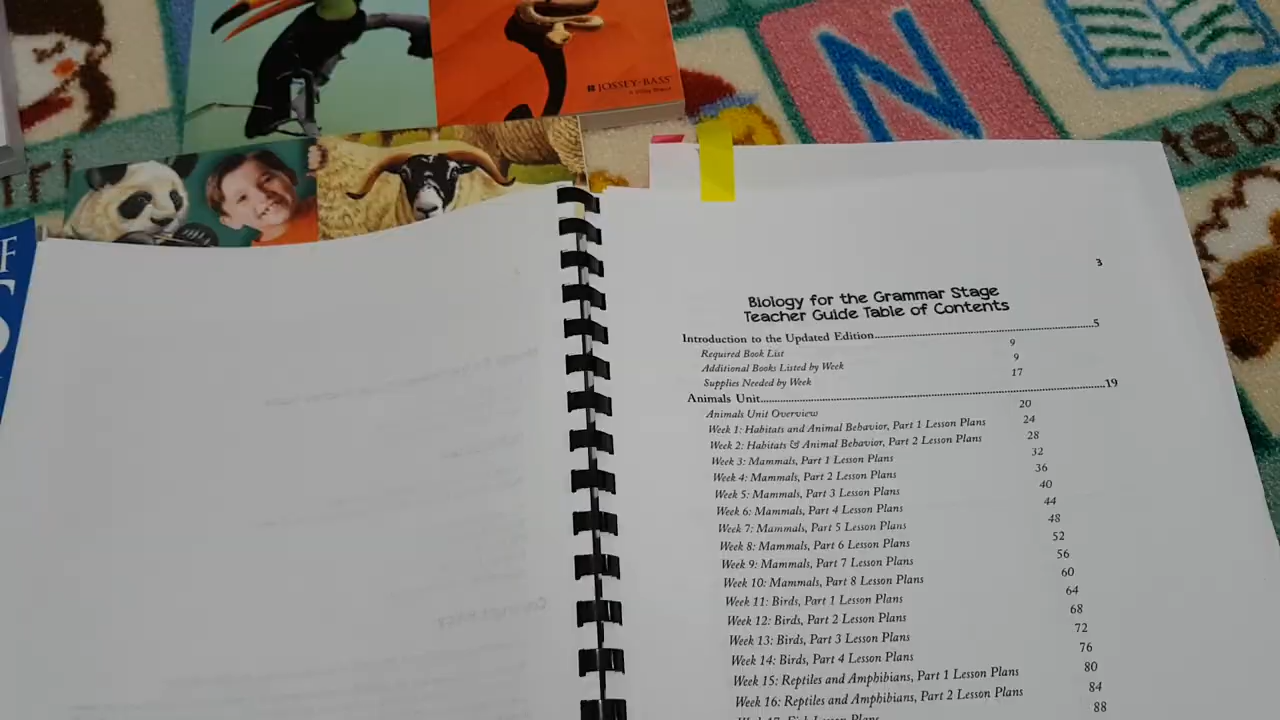 JOSSEY-BASS
A Wiley Brand
N
3
Biology for the Grammar Stage
Teacher Guide Table of Contents
Introduction to the Updated Edition 5
Required Book List 9
Additional Books Listed by Week 9
Supplies Needed by Week 17
Animals Unit 19
Animals Unit Overview 20
Week 1: Habitats and Animal Behavior, Part 1 Lesson Plans 24
Week 2: Habitats & Animal Behavior, Part 2 Lesson Plans 28
Week 3: Mammals, Part 1 Lesson Plans 32
Week 4: Mammals, Part 2 Lesson Plans 36
Week 5: Mammals, Part 3 Lesson Plans 40
Week 6: Mammals, Part 4 Lesson Plans 44
Week 7: Mammals, Part 5 Lesson Plans 48
Week 8: Mammals, Part 6 Lesson Plans 52
Week 9: Mammals, Part 7 Lesson Plans 56
Week 10: Mammals, Part 8 Lesson Plans 60
Week 11: Birds, Part 1 Lesson Plans 64
Week 12: Birds, Part 2 Lesson Plans 68
Week 13: Birds, Part 3 Lesson Plans 72
Week 14: Birds, Part 4 Lesson Plans 76
Week 15: Reptiles and Amphibians, Part 1 Lesson Plans 80
Week 16: Reptiles and Amphibians, Part 2 Lesson Plans 84
Week 17: Fish Lesson Plans 88